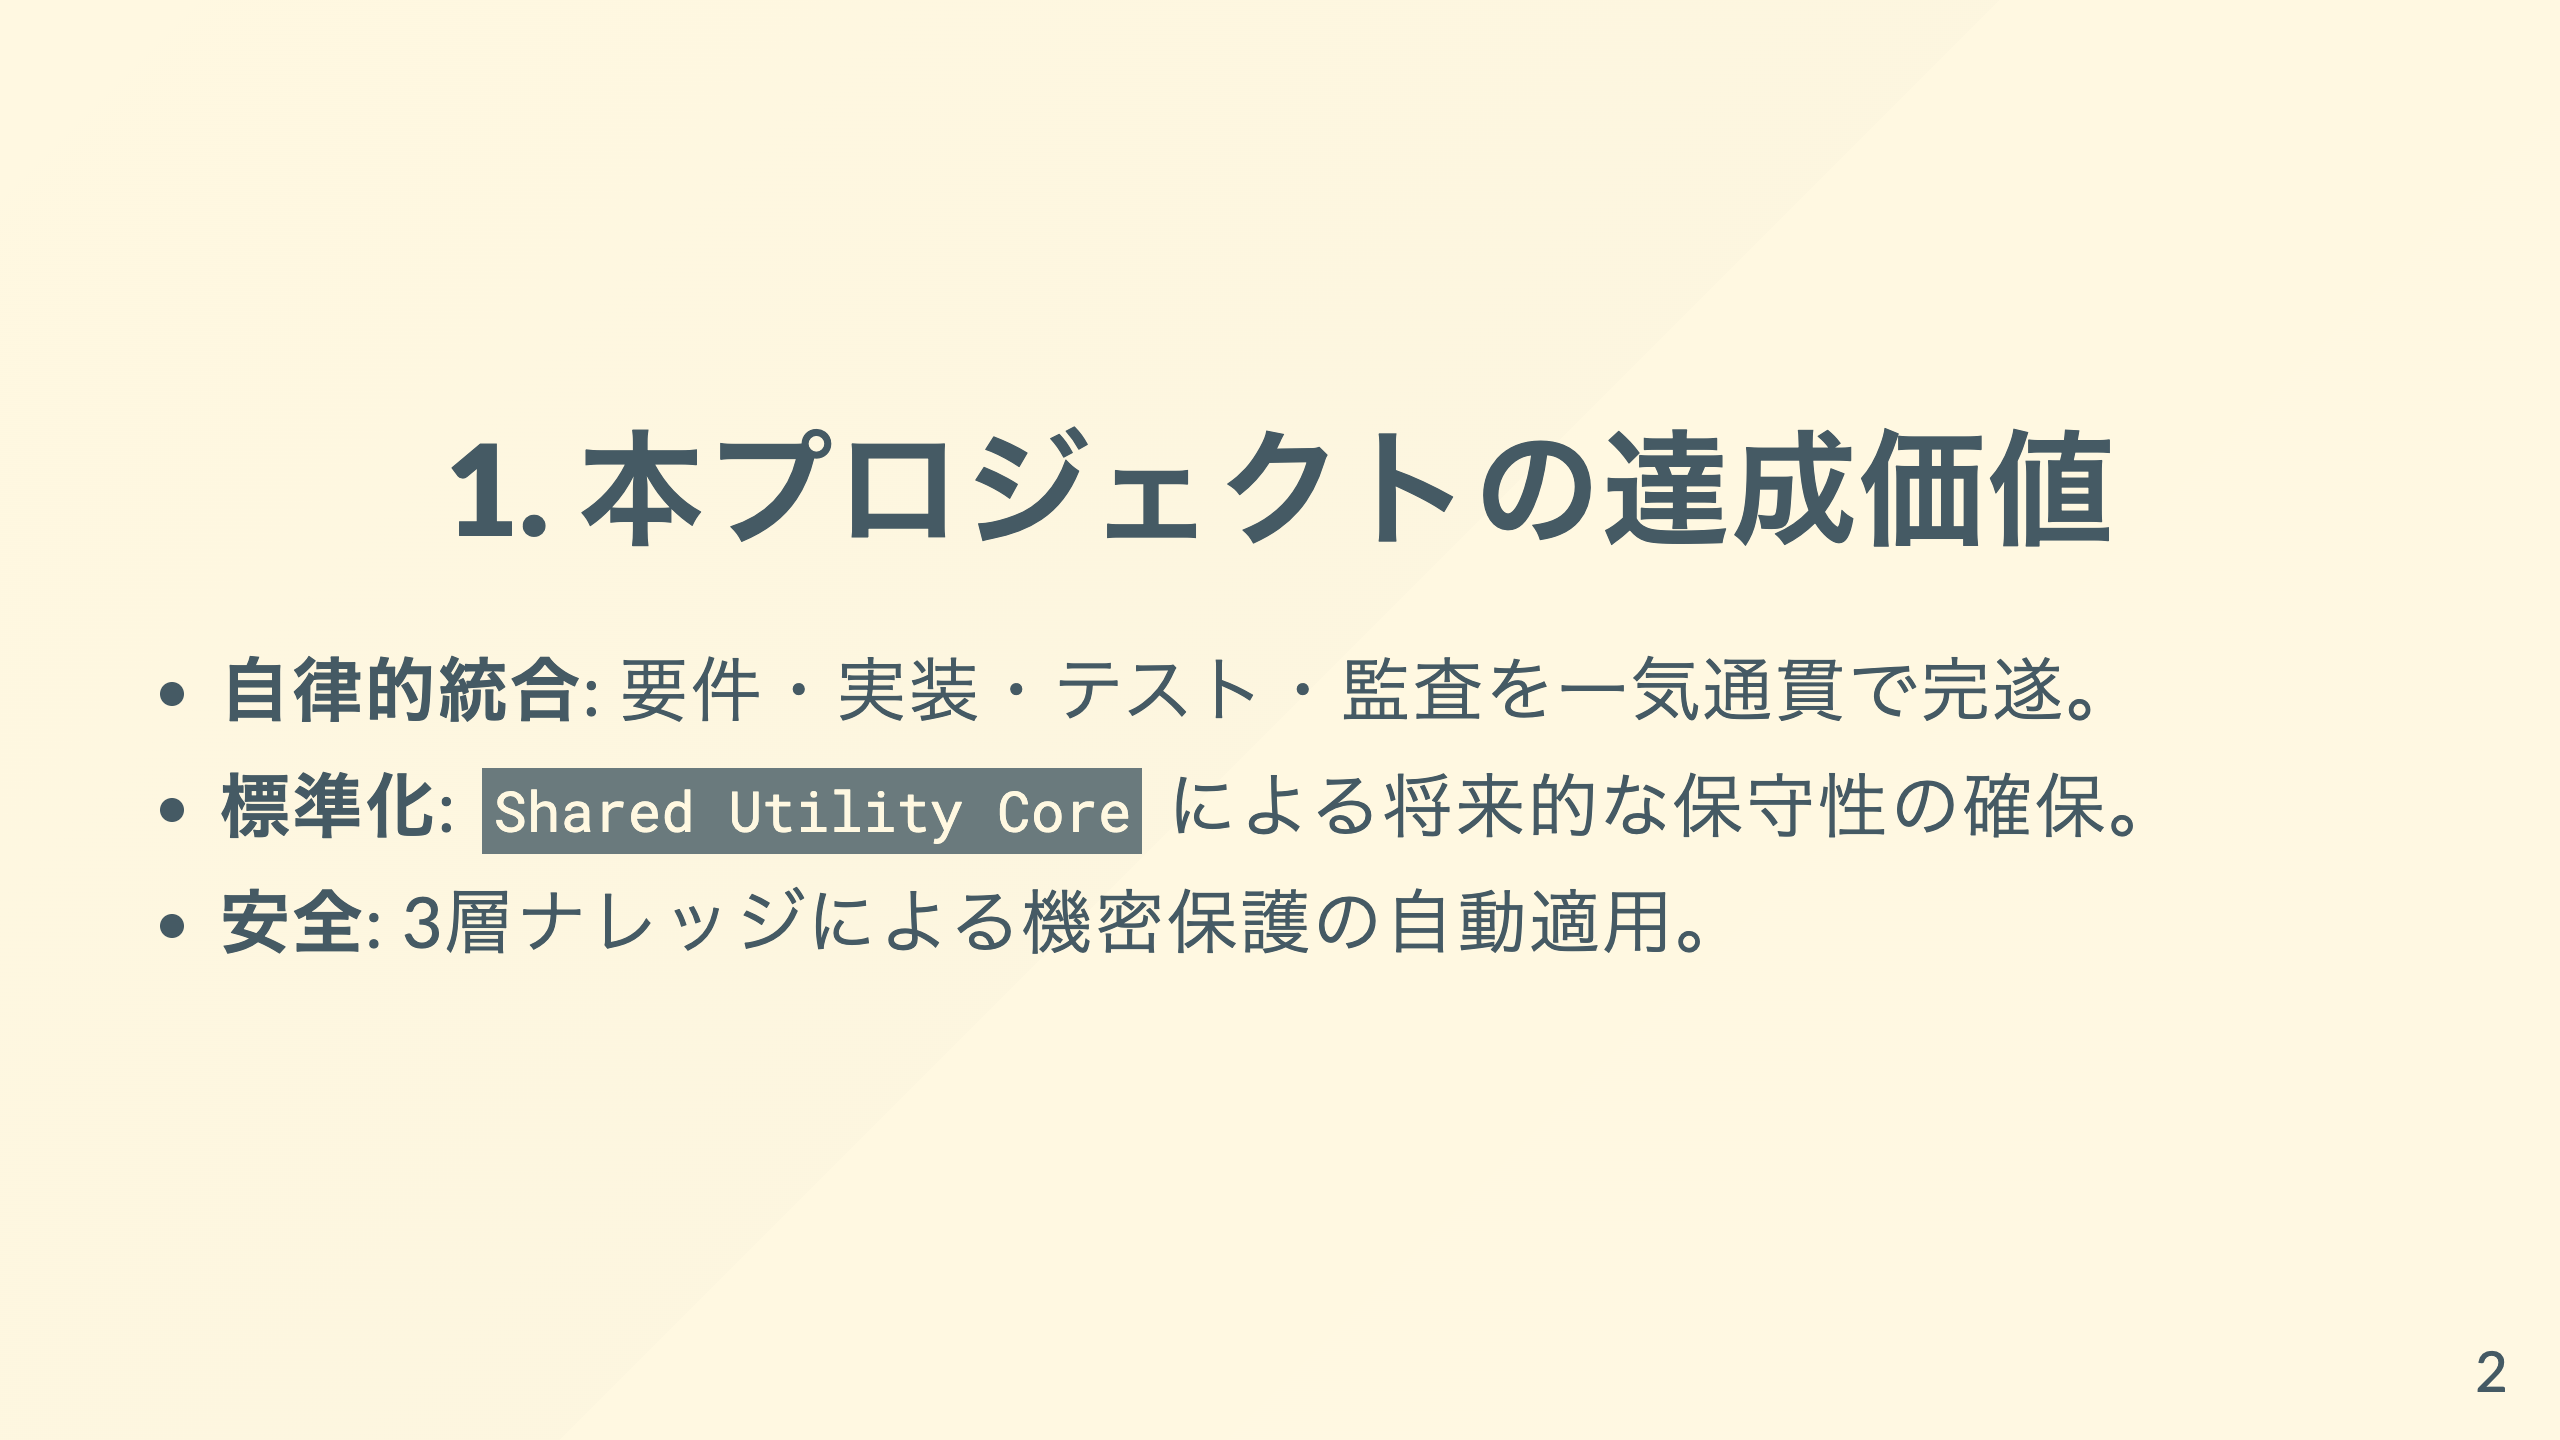 1. 本プロジェクトの達成価値
• 自律的統合: 要件・実装・テスト・監査を一気通貫で完遂。
• 標準化: Shared Utility Core による将来的な保守性の確保。
• 安全: 3層ナレッジによる機密保護の自動適用。
2